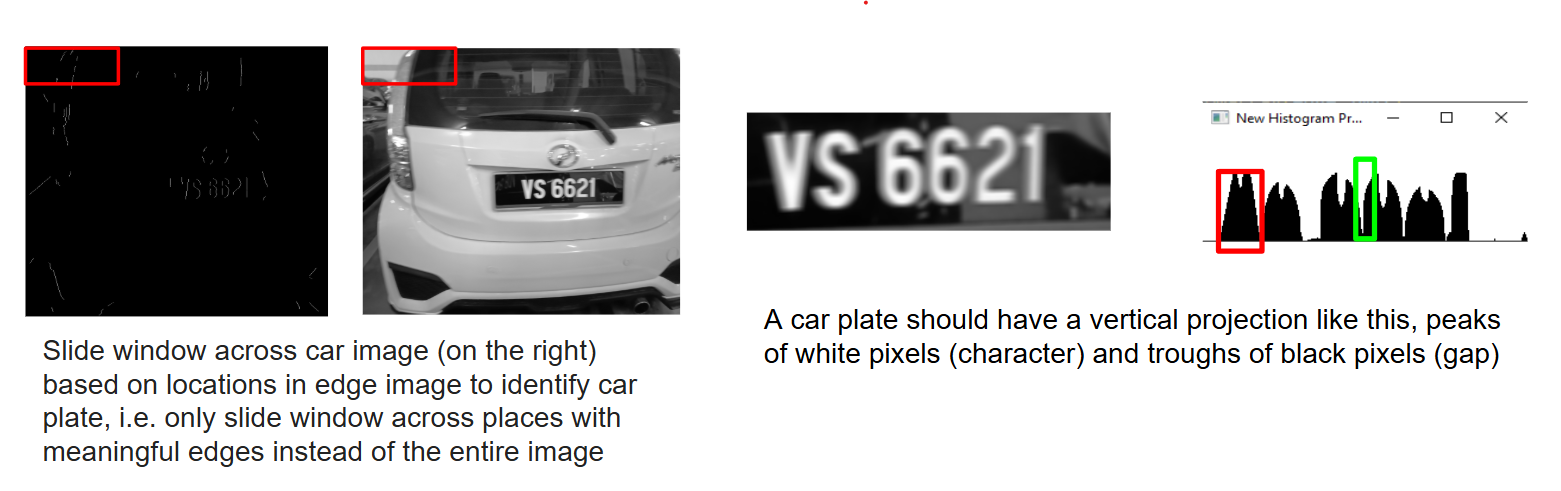 VS 6621
VS 6621
VS 6621
New Histogram Pr...
Slide window across car image (on the right)
based on locations in edge image to identify car
plate, i.e. only slide window across places with
meaningful edges instead of the entire image
A car plate should have a vertical projection like this, peaks
of white pixels (character) and troughs of black pixels (gap)